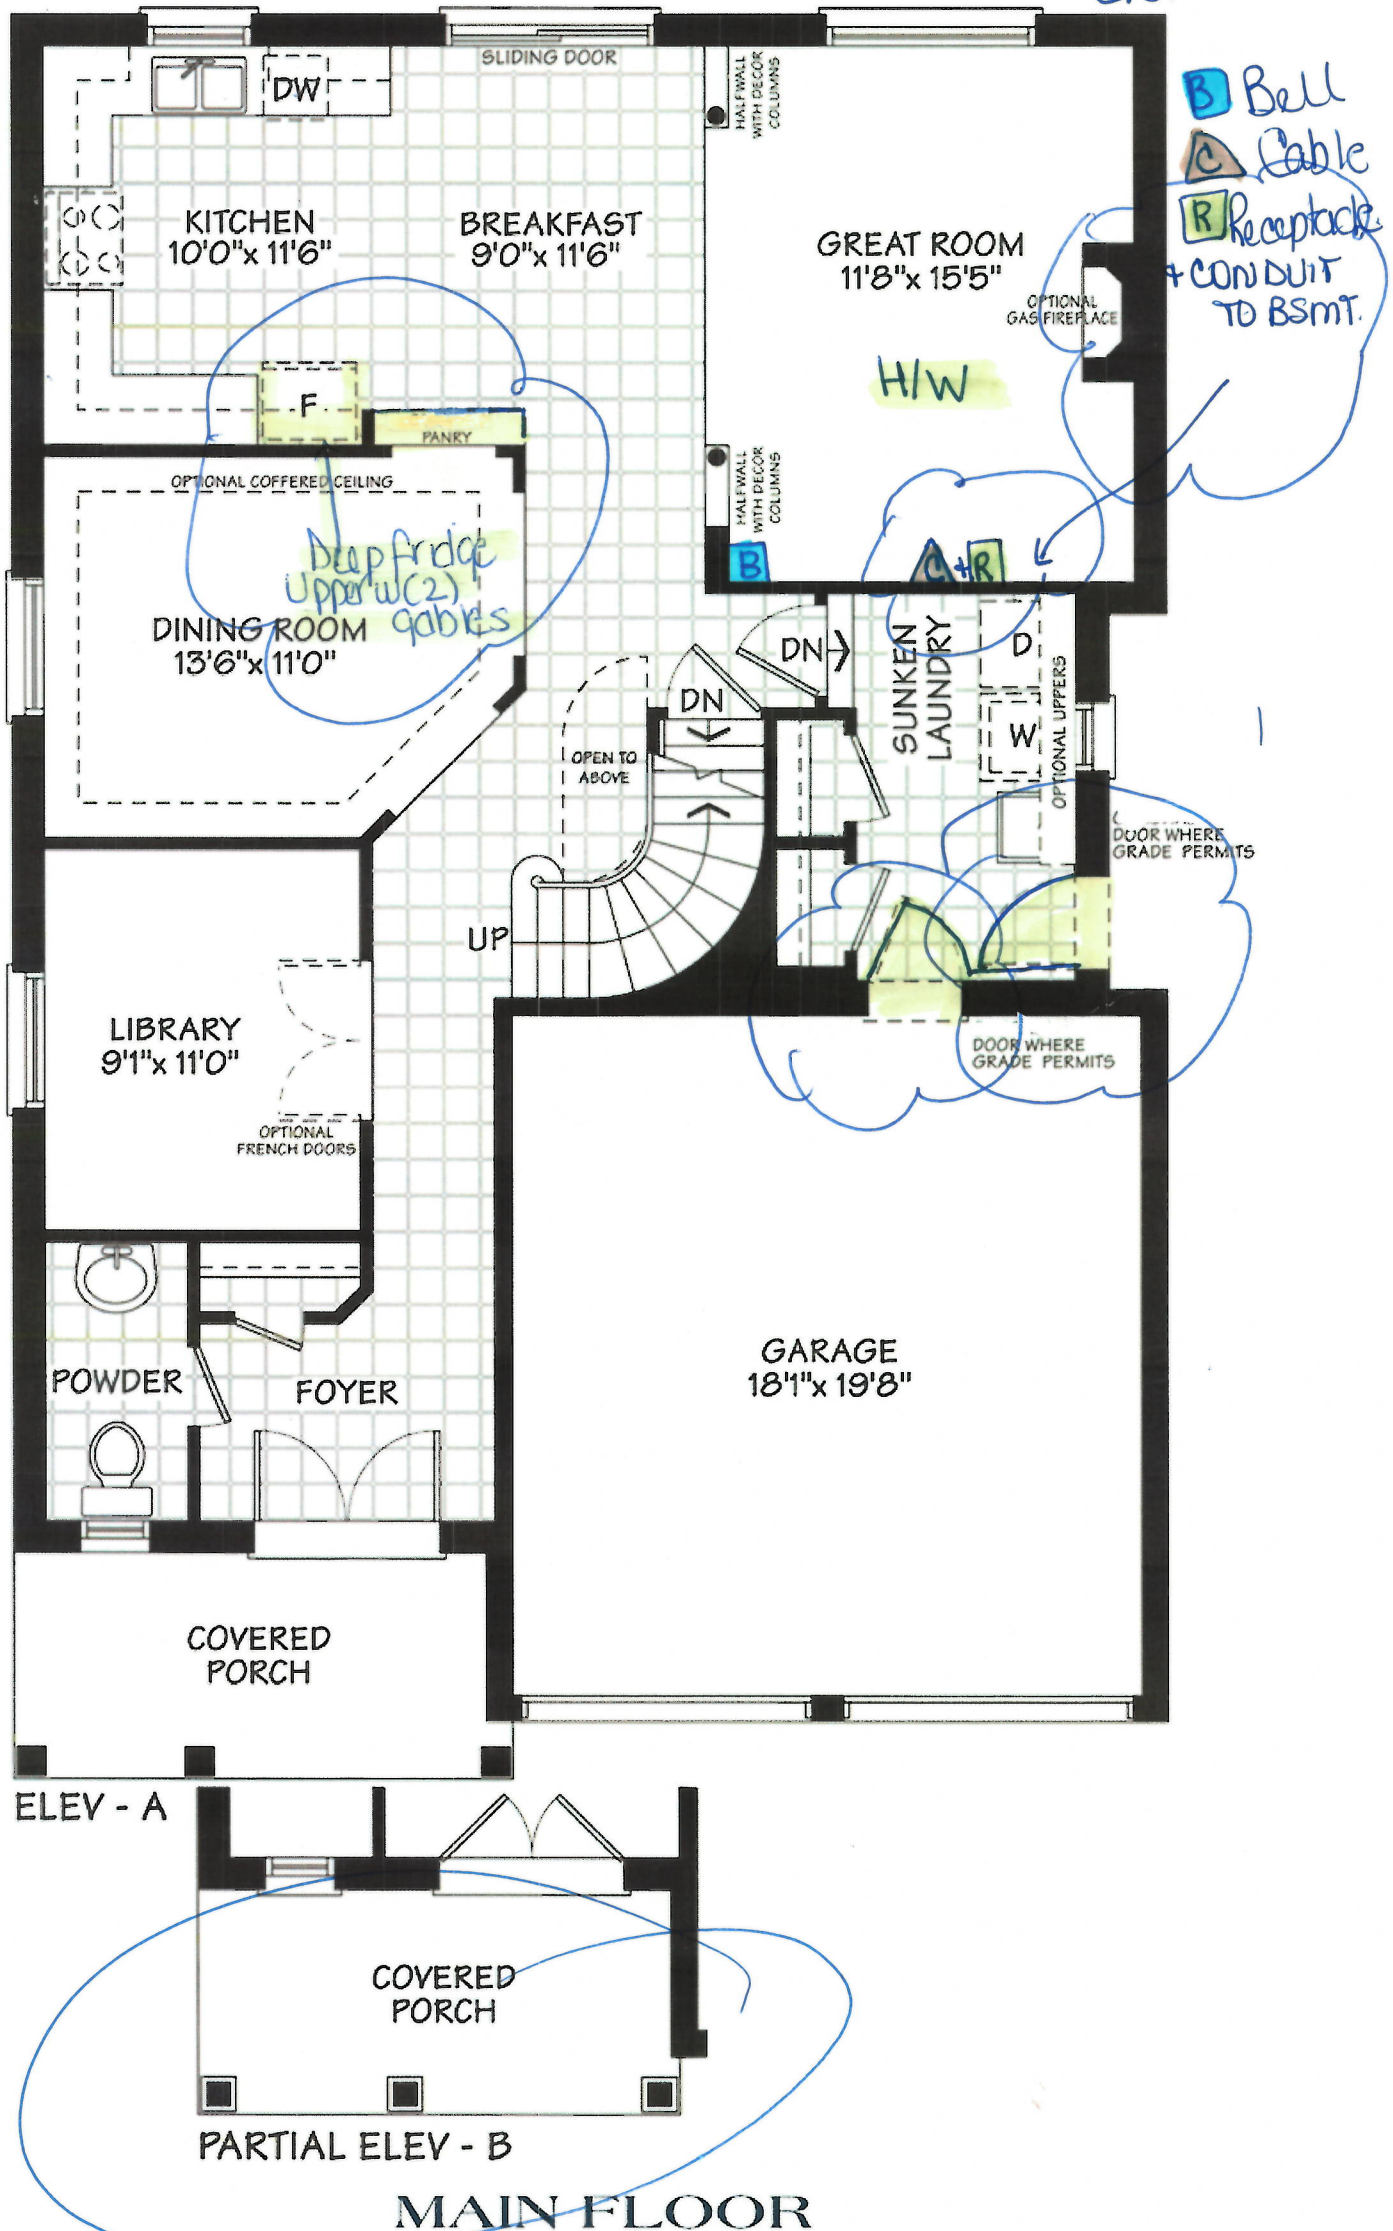 SLIDING DOOR
DW
HALFWALL
WITH DECOR
COLUMNS
B Bell
C Cable
R Receptacle
+ CONDUIT
TO BSMT.
KITCHEN
10'0"x 11'6"
BREAKFAST
9'0"x 11'6"
GREAT ROOM
11'8"x 15'5"
OPTIONAL
GAS FIREPLACE
H/W
F
PANRY
HALFWALL
WITH DECOR
COLUMNS
OPTIONAL COFFERED CEILING
Deep fridge
Upper w(2)
gables
B
C + R
DINING ROOM
13'6"x 11'0"
DN
DN
SUNKEN
LAUNDRY
D
W
OPTIONAL UPPERS
OPEN TO
ABOVE
DOOR WHERE
GRADE PERMITS
UP
LIBRARY
9'1"x 11'0"
DOOR WHERE
GRADE PERMITS
OPTIONAL
FRENCH DOORS
GARAGE
18'1"x 19'8"
POWDER
FOYER
COVERED
PORCH
ELEV - A
COVERED
PORCH
PARTIAL ELEV - B
MAIN FLOOR